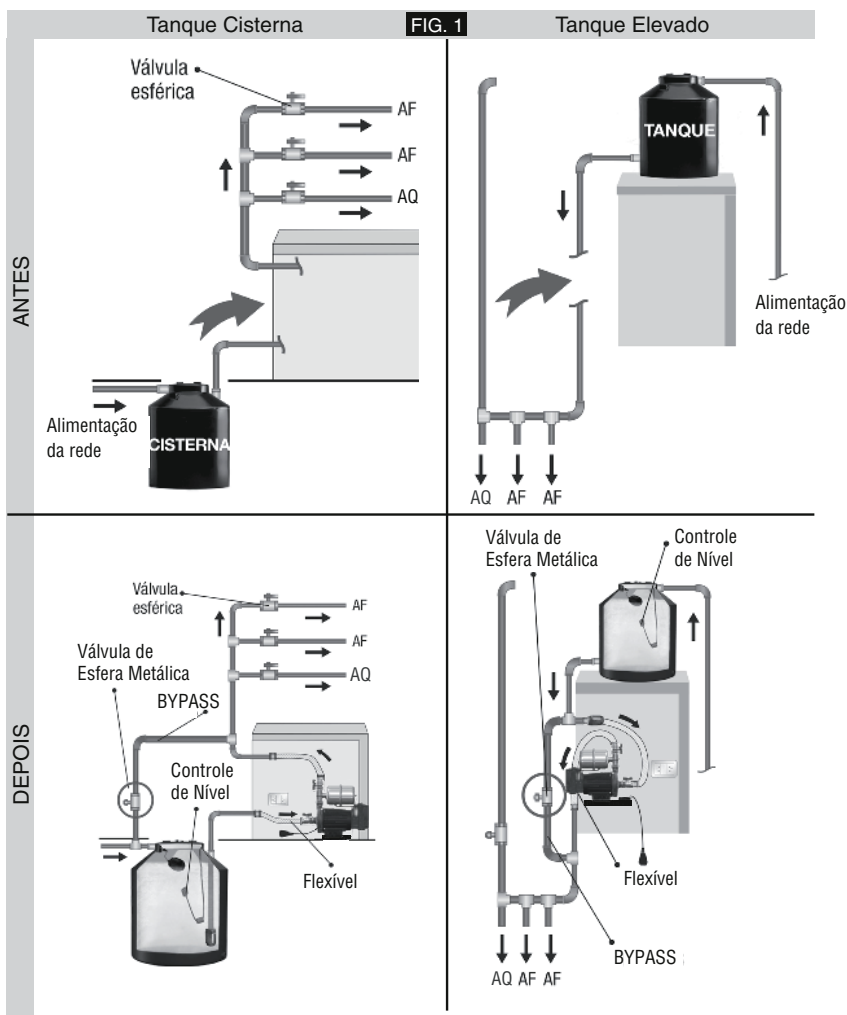 Tanque Cisterna
FIG. 1
Tanque Elevado
ANTES
Válvula
esférica
AF
AF
AQ
Alimentação
da rede
CISTERNA
TANQUE
Alimentação
da rede
AQ AF AF
DEPOIS
Válvula
esférica
AF
AF
AQ
Válvula de
Esfera Metálica
BYPASS
Controle
de Nível
Flexível
Válvula de
Esfera Metálica
Controle
de Nível
Flexível
BYPASS
AQ AF AF